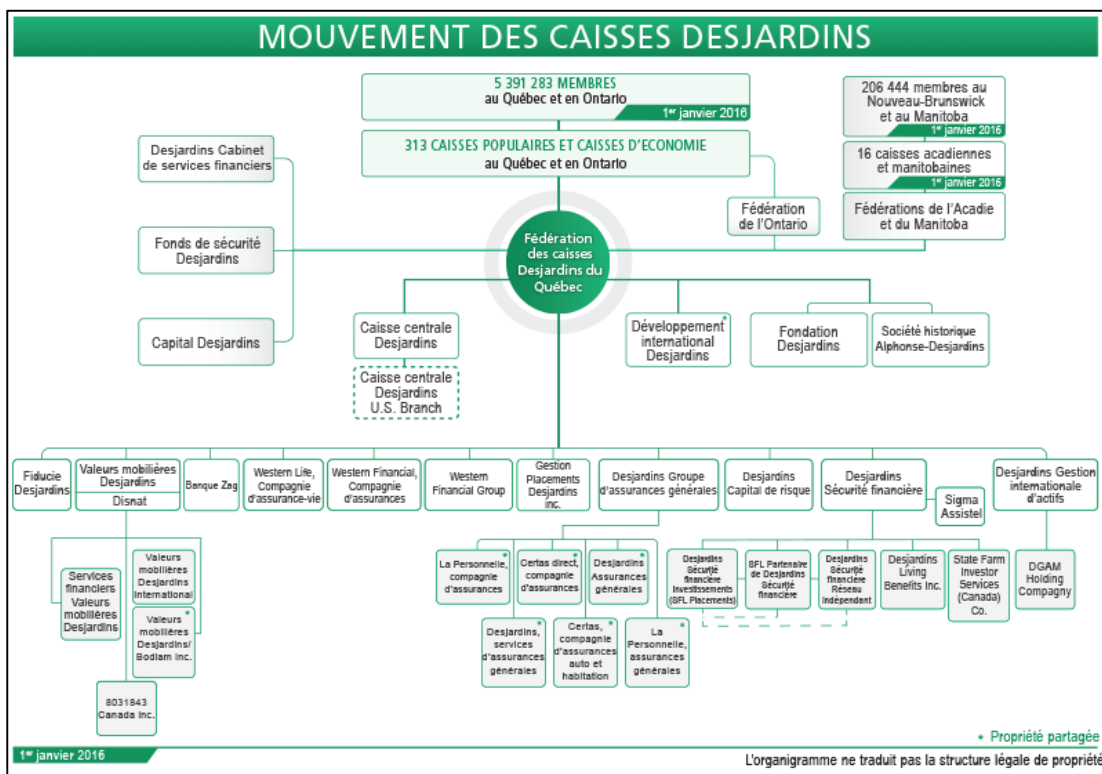 MOUVEMENT DES CAISSES DESJARDINS
5 391 283 MEMBRES
au Québec et en Ontario
1er janvier 2016
206 444 membres au
Nouveau-Brunswick
et au Manitoba
1er janvier 2016
313 CAISSES POPULAIRES ET CAISSES D'ECONOMIE
au Québec et en Ontario
16 caisses acadiennes
et manitobaines
1er janvier 2016
Desjardins Cabinet
de services financiers
Fédération
de l'Ontario
Fédérations de l'Acadie
et du Manitoba
Fonds de sécurité
Desjardins
Fédération
des caisses
Desjardins du
Québec
Capital Desjardins
Caisse centrale
Desjardins
Caisse centrale
Desjardins
U.S. Branch
Développement *
international
Desjardins
Fondation
Desjardins
Société historique
Alphonse-Desjardins
Fiducie
Desjardins
Valeurs mobilières
Desjardins
Disnat
Banque Zag
Western Life,
Compagnie
d'assurance-vie
Western Financial,
Compagnie
d'assurances
Western
Financial Group
Gestion
Placements
Desjardins
inc.
Desjardins Groupe
d'assurances générales
Desjardins
Capital de risque
Desjardins
Sécurité financière
Sigma
Assistel
Desjardins Gestion
internationale
d'actifs
Services
financiers
Valeurs
mobilières
Desjardins
Valeurs
mobilières
Desjardins
International
Valeurs *
mobilières
Desjardins/
Bodiam Inc.
8031843
Canada Inc.
La Personnelle, *
compagnie
d'assurances
Certas direct, *
compagnie
d'assurances
Desjardins *
Assurances
générales
Desjardins, *
services
d'assurances
générales
Certas, *
compagnie
d'assurances
auto et
habitation
La *
Personnelle,
assurances
générales
Desjardins
Sécurité
financière
Investissements
(SFL Placements)
SFL Partenaire
de Desjardins
Sécurité
financière
Desjardins
Sécurité
financière
Réseau
Indépendant
Desjardins
Living
Benefits Inc.
State Farm
Investor
Services
(Canada)
Co.
DGAM
Holding
Compagny
* Propriété partagée
1er janvier 2016
L'organigramme ne traduit pas la structure légale de propriété